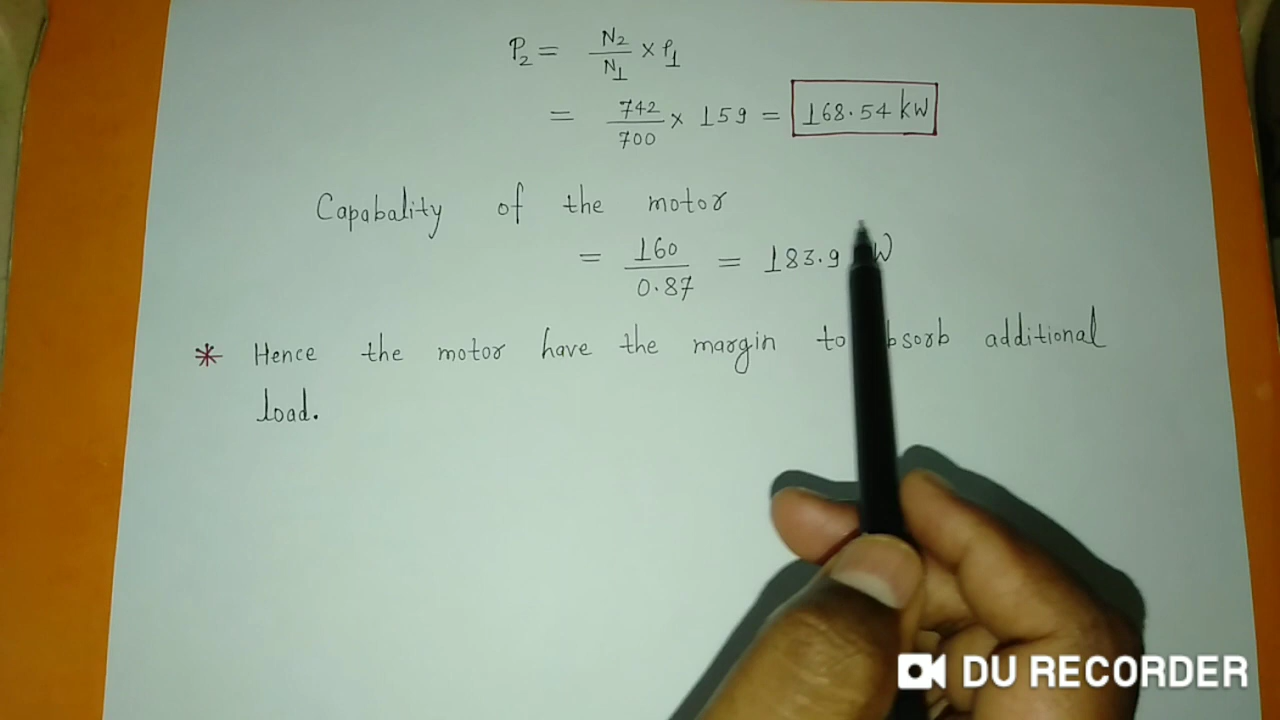 P₂ = N₂/N₁ × P₁
= 742/700 × 159 = 168.54 kW
Capabality of the motor
= 160/0.87 = 183.9 W
* Hence the motor have the margin to additional
load.
DU RECORDER